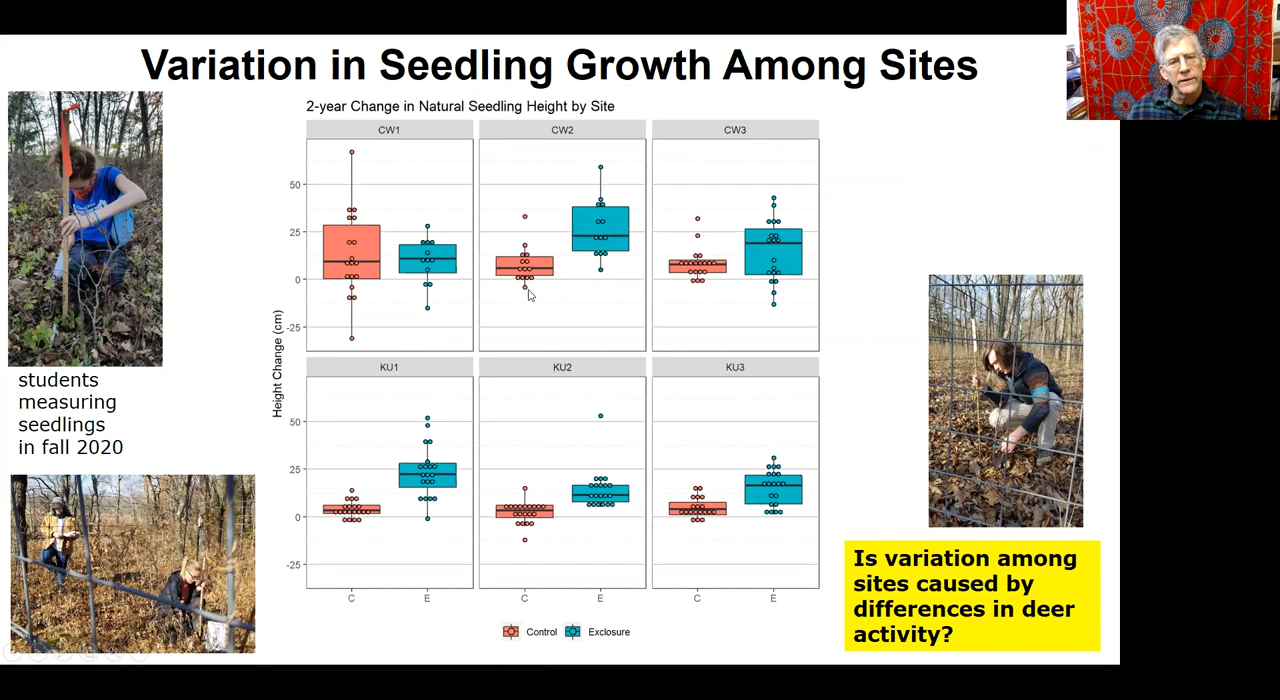 Variation in Seedling Growth Among Sites
2-year Change in Natural Seedling Height by Site
CW1
CW2
CW3
50
25
0
-25
KU1
KU2
KU3
50
25
0
-25
Height Change (cm)
C
E
C
E
C
E
Control
Exclosure
students
measuring
seedlings
in fall 2020
Is variation among
sites caused by
differences in deer
activity?